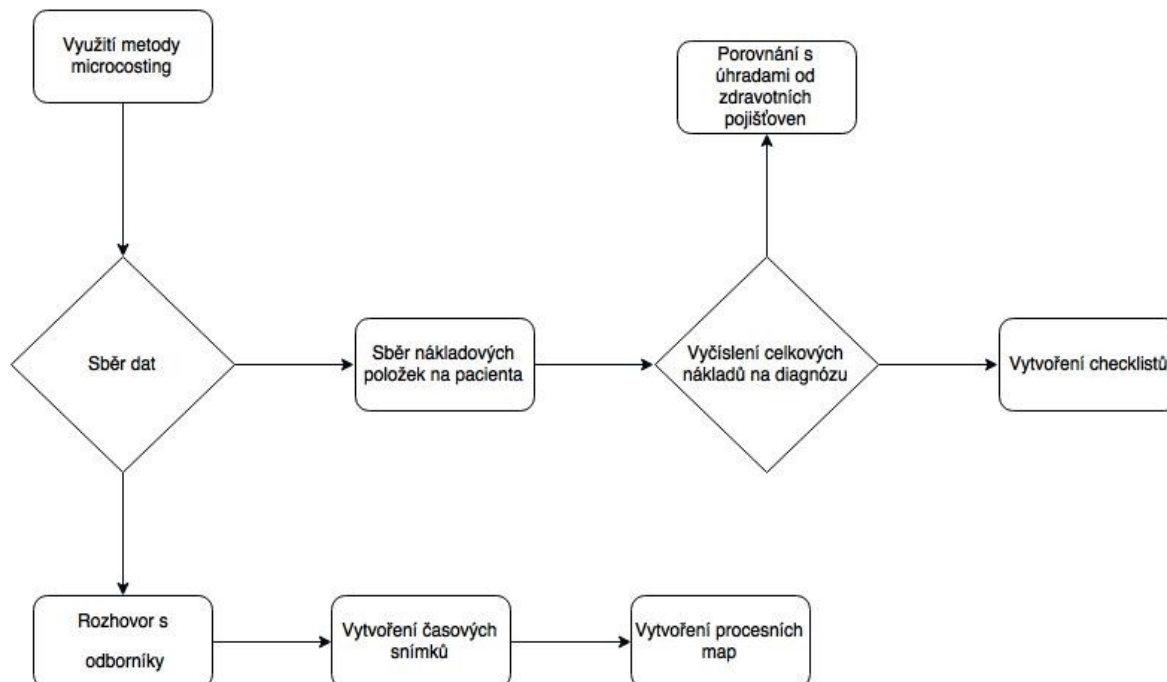 Využití metody
microcosting
Porovnání s
úhradami od
zdravotních
pojišťoven
Sběr dat
Sběr nákladových
položek na pacienta
Vyčíslení celkových
nákladů na diagnózu
Vytvoření checklistů
Rozhovor s
odborníky
Vytvoření časových
snímků
Vytvoření procesních
map